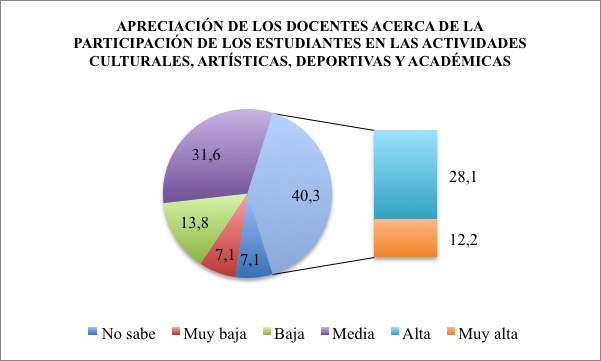 APRECIACIÓN DE LOS DOCENTES ACERCA DE LA
PARTICIPACIÓN DE LOS ESTUDIANTES EN LAS ACTIVIDADES
CULTURALES, ARTÍSTICAS, DEPORTIVAS Y ACADÉMICAS
31,6
40,3
28,1
13,8
12,2
7,1
7,1
No sabe Muy baja Baja Media Alta Muy alta